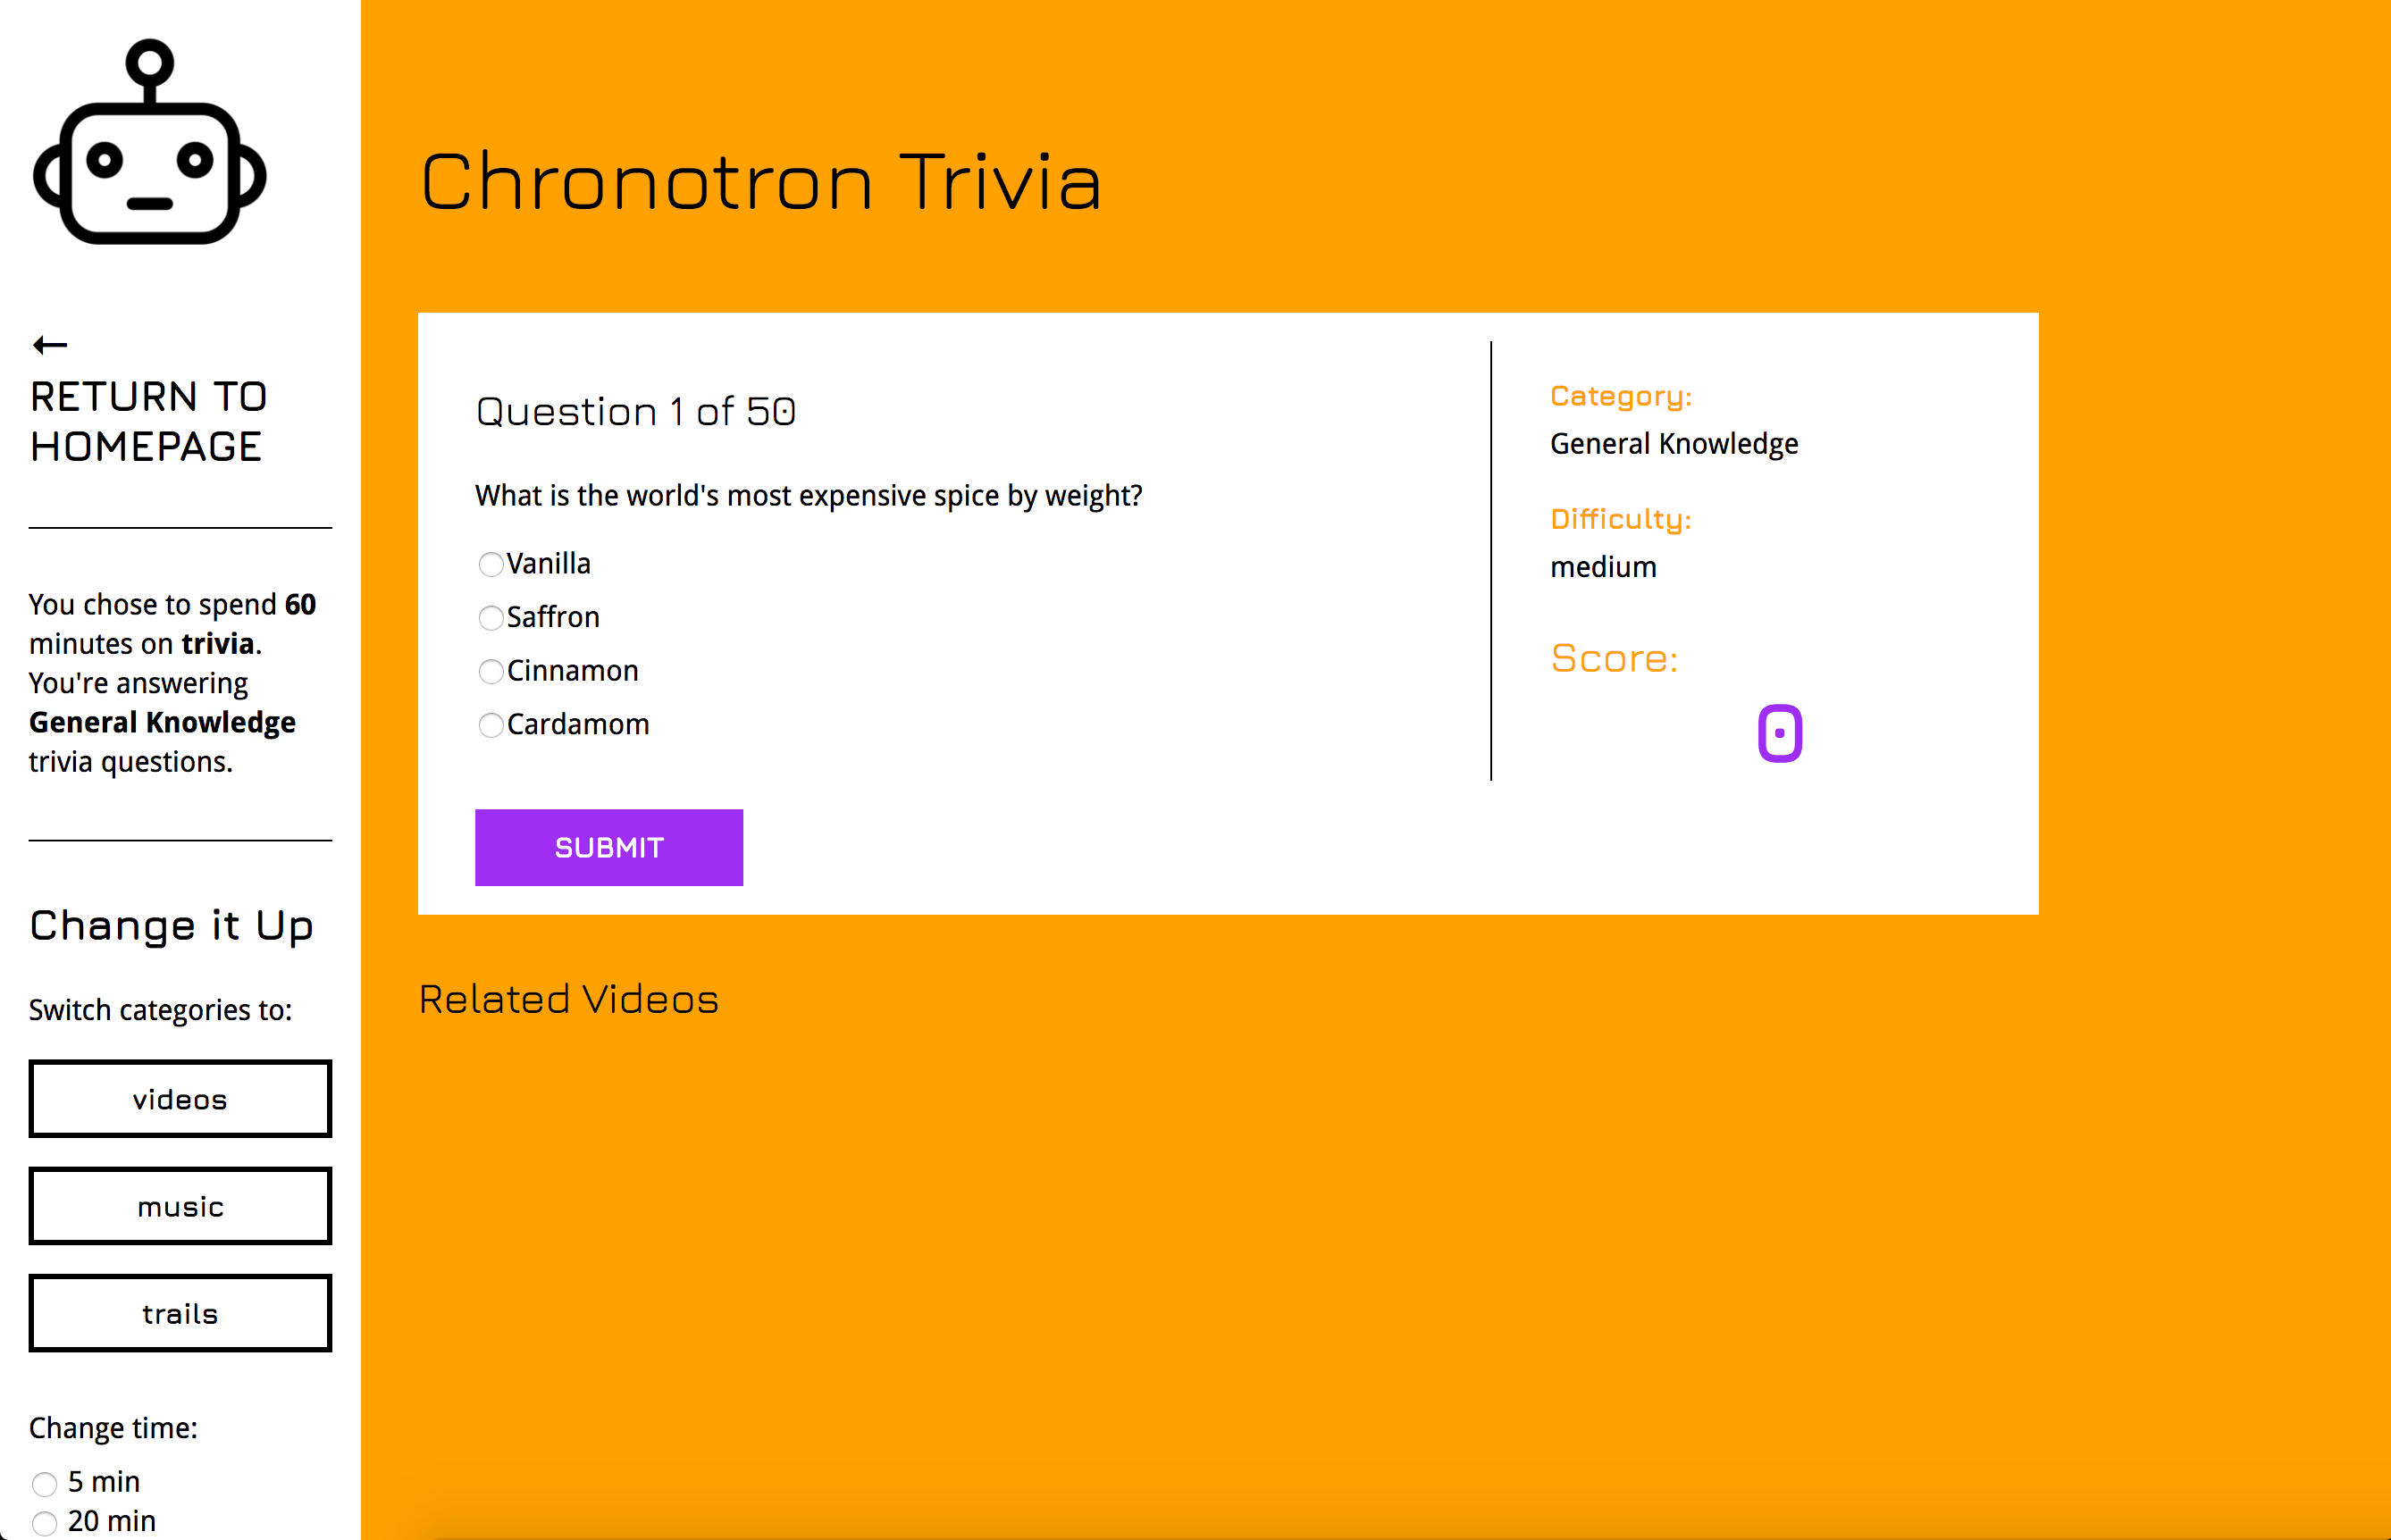 RETURN TO
HOMEPAGE
You chose to spend 60
minutes on trivia.
You're answering
General Knowledge
trivia questions.
Change it Up
Switch categories to:
videos
music
trails
Change time:
5 min
20 min
Chronotron Trivia
Question 1 of 50
What is the world's most expensive spice by weight?
Vanilla
Saffron
Cinnamon
Cardamom
SUBMIT
Category:
General Knowledge
Difficulty:
medium
Score:
0
Related Videos